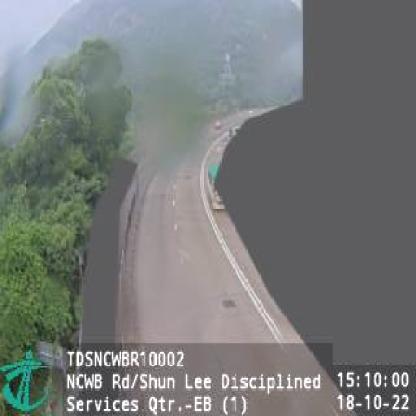 TDSNCWBR10002
NCWB Rd/Shun Lee Disciplined 15:10:00
Services Qtr.-EB (1) 18-10-22